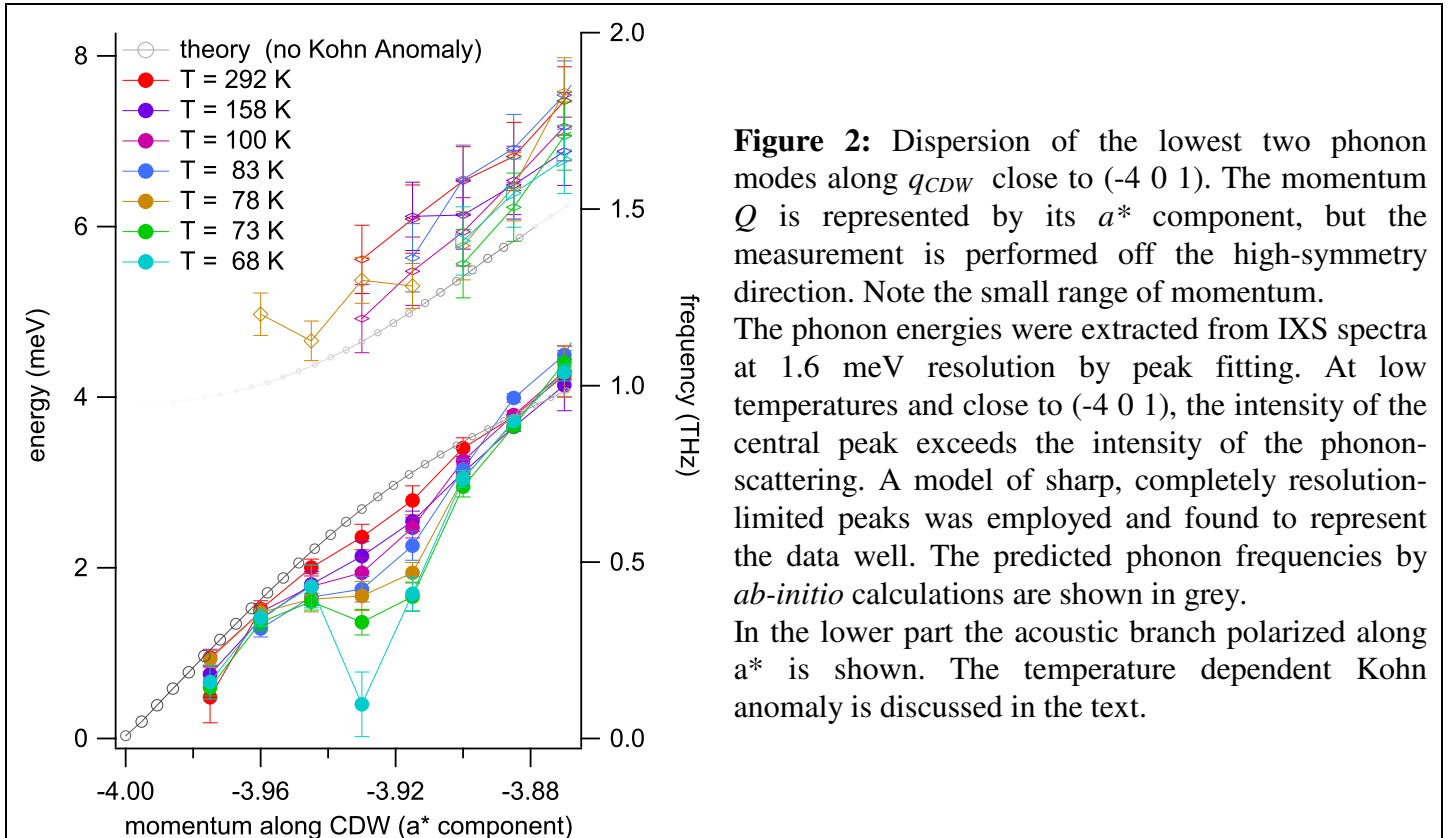 8
6
4
2
0
energy (meV)
theory (no Kohn Anomaly)
T = 292 K
T = 158 K
T = 100 K
T = 83 K
T = 78 K
T = 73 K
T = 68 K
2.0
1.5
1.0
0.5
0.0
frequency (THz)
-4.00 -3.96 -3.92 -3.88
momentum along CDW (a* component)
Figure 2: Dispersion of the lowest two phonon
modes along qCDW close to (-4 0 1). The momentum
Q is represented by its a* component, but the
measurement is performed off the high-symmetry
direction. Note the small range of momentum.
The phonon energies were extracted from IXS spectra
at 1.6 meV resolution by peak fitting. At low
temperatures and close to (-4 0 1), the intensity of the
central peak exceeds the intensity of the phonon-
scattering. A model of sharp, completely resolution-
limited peaks was employed and found to represent
the data well. The predicted phonon frequencies by
ab-initio calculations are shown in grey.
In the lower part the acoustic branch polarized along
a* is shown. The temperature dependent Kohn
anomaly is discussed in the text.